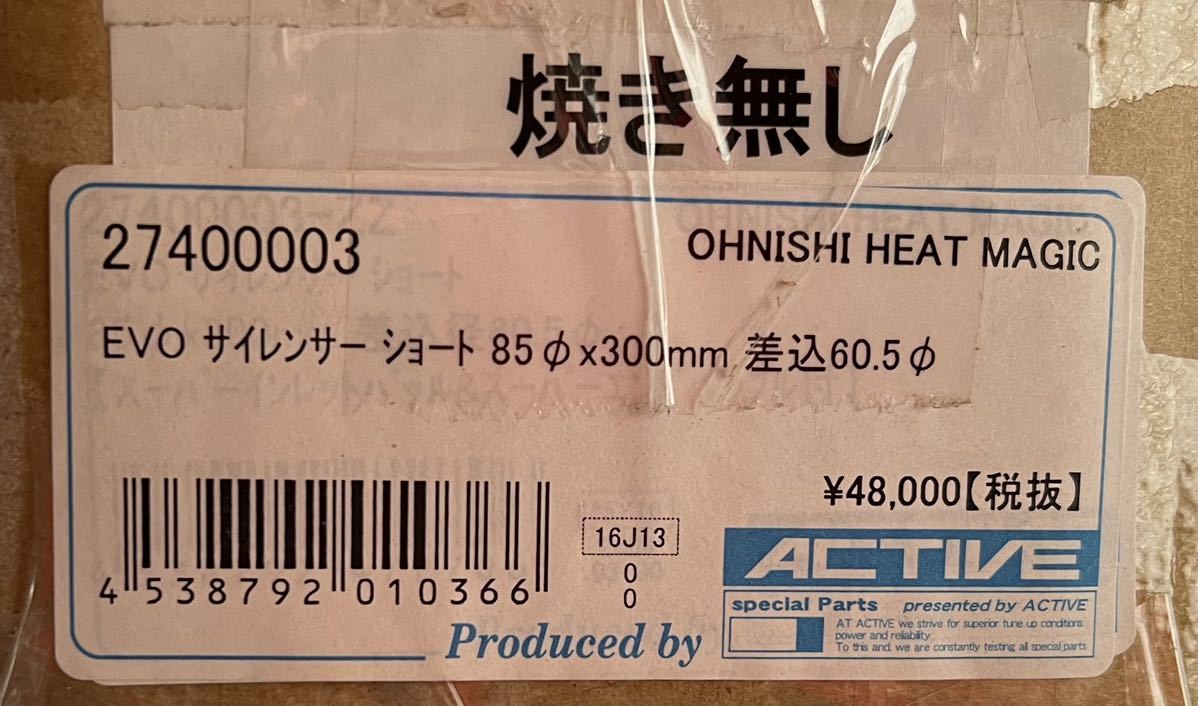 焼き無し
27400003
OHNISHI HEAT MAGIC
EVO サイレンサー ショート 85φx300mm 差込60.5φ
¥48,000【税抜】
4 538792 010366
16J13
0
0
Produced by
ACTIVE
special Parts presented by ACTIVE
AT ACTIVE we strive for superior tune up conditions
power and reliability
To this and. we are constantly testing all special parts